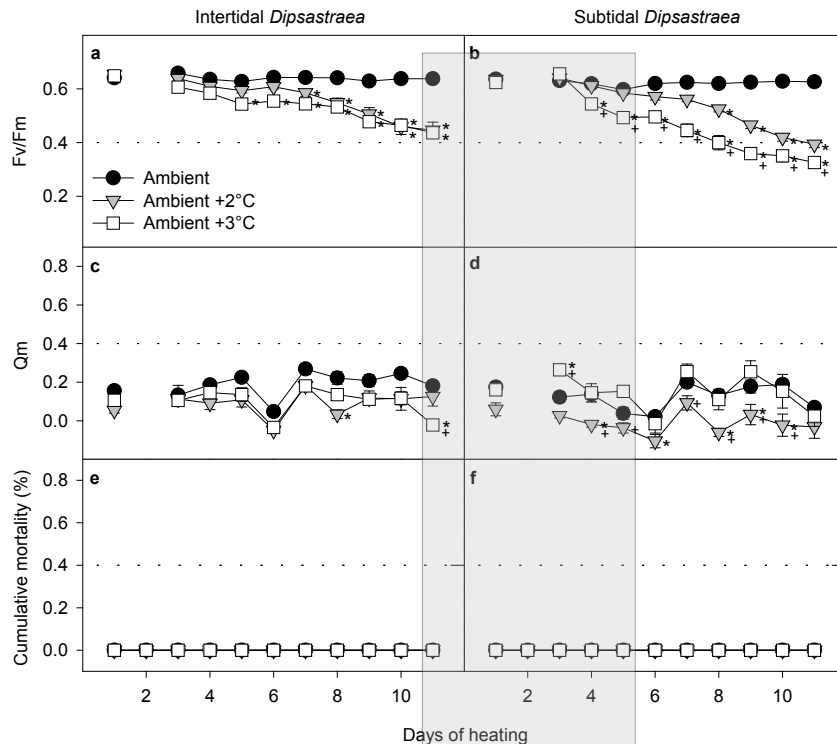 Intertidal Dipsastraea
Subtidal Dipsastraea
a
b
Fv/Fm
0.6
0.4
0.2
Ambient
Ambient +2°C
Ambient +3°C
* * * * * * *
* * * * *
* * * * * *
+ + + + + + + +
c
d
Qm
0.8
0.6
0.4
0.2
0.0
*
*
+
* * * * * *
+ + + + + + +
e
f
Cumulative mortality (%)
0.8
0.6
0.4
0.2
0.0
2 4 6 8 10
2 4 6 8 10
Days of heating